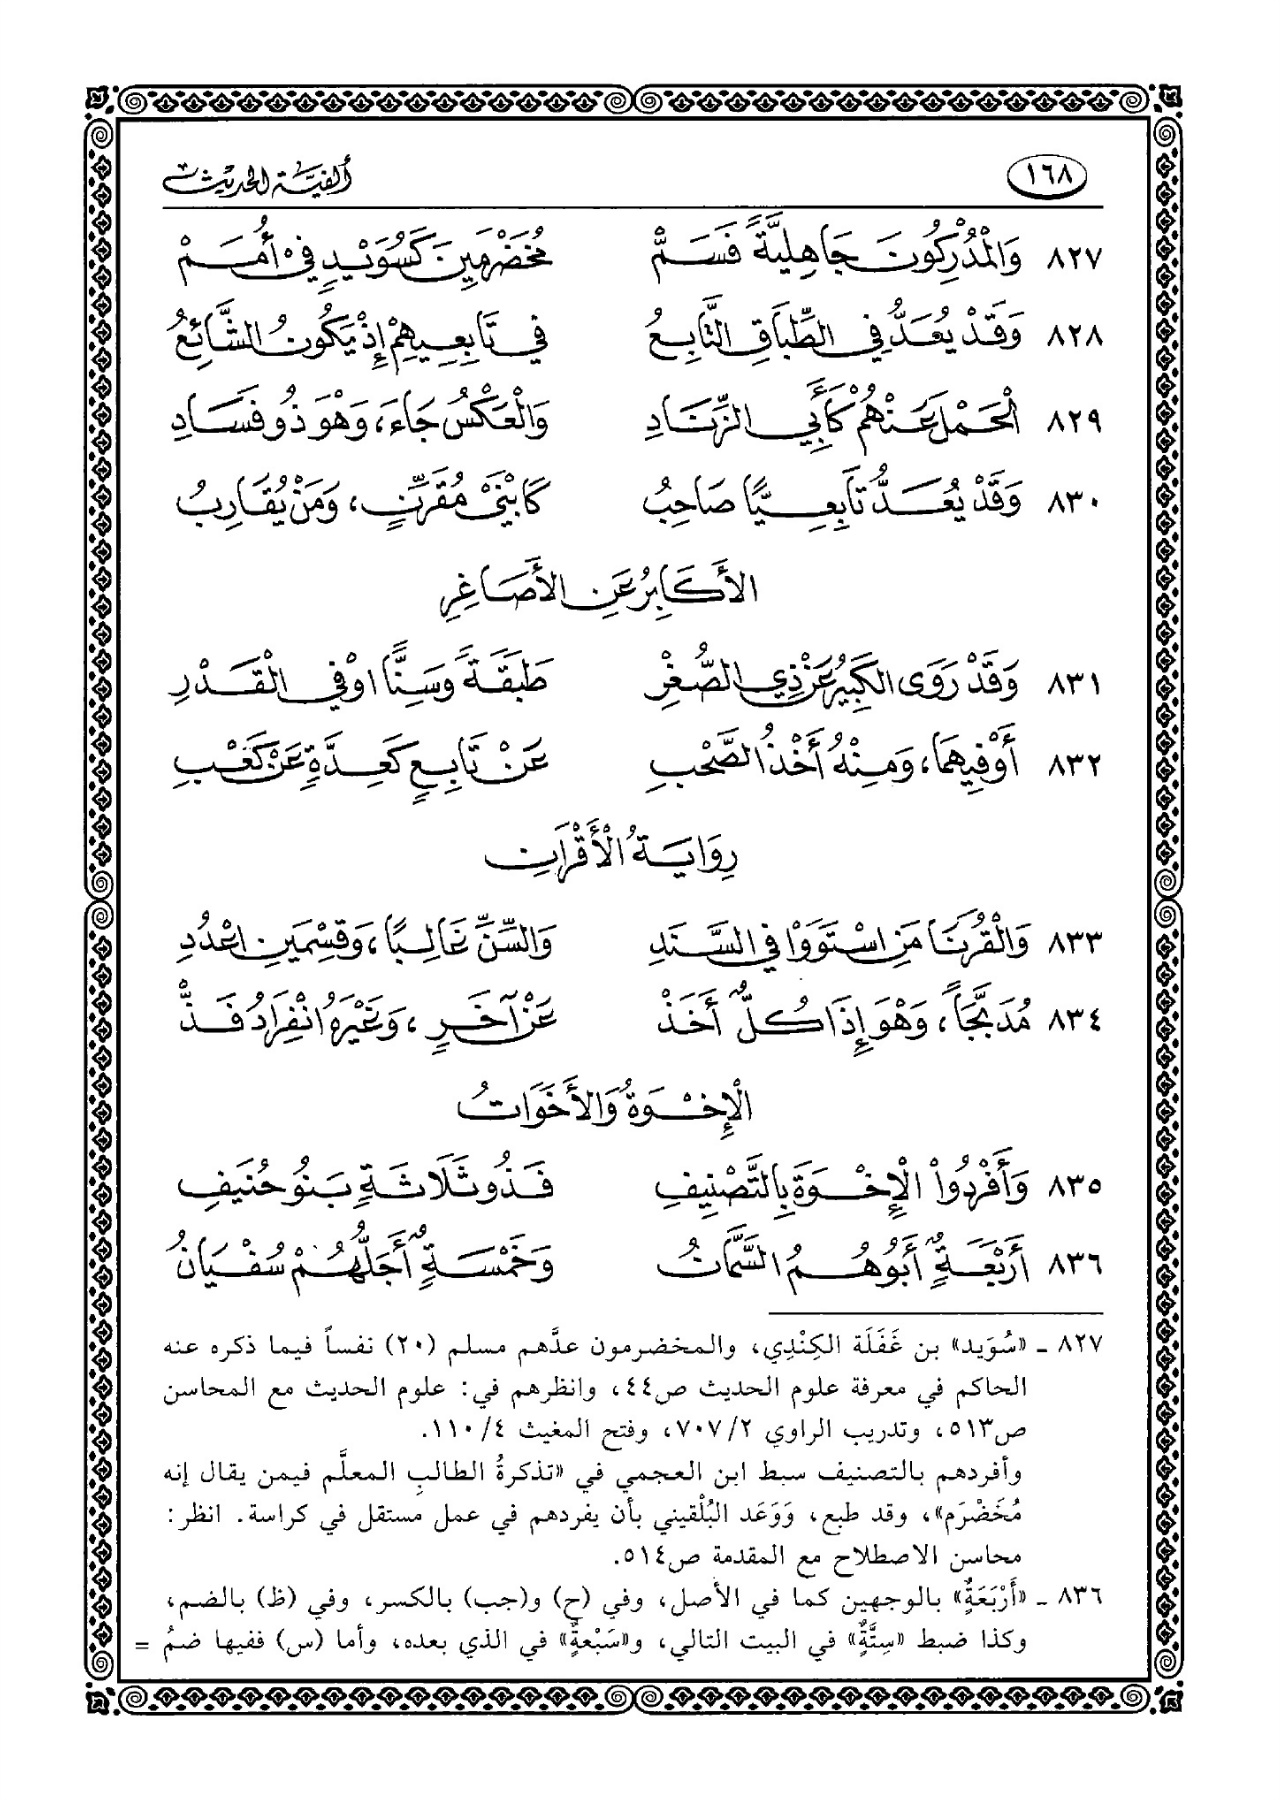 ١٦٨
ألفية الحديث
٨٢٧ وَالْمُدْرِكُونَ جَاهِلِيَّةً فَسَمِّ مُخَضْرَمِينَ كَسُوَيْدٍ فِي أُمَمْ
٨٢٨ وَقَدْ يُعَدُّ فِي الطِّبَاقِ التَّابِعُ فِي تَابِعِيهِمْ إِذْ يَكُونُ الشَّائِعُ
٨٢٩ الْحَمْلَ عَنْهُمْ كَأَبِي الزِّنَادِ وَالْعَكْسُ جَاءَ، وَهْوَ ذُو فَسَادِ
٨٣٠ وَقَدْ يُعَدُّ تَابِعِيًّا صَاحِبُ كَابْنَيْ مُقَرِّنٍ، وَمَنْ يُقَارِبُ
الأَكَابِرُ عَنِ الأَصَاغِرِ
٨٣١ وَقَدْ رَوَى الكَبِيرُ عَنْ ذِي الصُّغْرِ طَبَقَةً وَسِنًّا اوْ فِي الْقَدْرِ
٨٣٢ أَوْ فِيهِمَا، وَمِنْهُ أَخْذُ الصَّحْبِ عَنْ تَابِعٍ كَعِدَّةٍ عَنْ كَعْبِ
رِوَايَةُ الْأَقْرَانِ
٨٣٣ وَالْقُرَنَا مَنِ اسْتَوَوْا فِي السَّنَدِ وَالسِّنِّ غَالِبًا، وَقِسْمَيْنِ اعْدُدِ
٨٣٤ مُدَبَّجَاً، وَهْوَ إِذَا كُلٌّ أَخَذْ عَنْ آخَرٍ، وَغَيْرَهُ انْفِرَادُ فَذّْ
الْإِخْوَةُ وَالْأَخَوَاتُ
٨٣٥ وَأَفْرَدُوْا الْإِخْوَةَ بِالتَّصْنِيفِ فَذُو ثَلَاثَةٍ بَنُو حُنَيفِ
٨٣٦ أَرْبَعَةٌ أَبُوهُمُ السَّمَّانُ وَخَمْسَةٌ أَجَلُّهُمْ سُفْيَانُ
٨٢٧ ـ «سُوَيد» بن غَفَلَة الكِنْدِي، والمخضرمون عدَّهم مسلم (٢٠) نفساً فيما ذكره عنه
الحاكم في معرفة علوم الحديث ص٤٤، وانظرهم في: علوم الحديث مع المحاسن
ص٥١٣، وتدريب الراوي ٧٠٧/٢، وفتح المغيث ١١٠/٤.
وأفردهم بالتصنيف سبط ابن العجمي في «تذكرةُ الطالبِ المعلَّم فيمن يقال إنه
مُخَضْرَم»، وقد طبع، وَوَعَد البُلْقيني بأن يفردهم في عمل مستقل في كراسة. انظر:
محاسن الاصطلاح مع المقدمة ص٥١٤.
٨٣٦ ـ «أَرْبَعَةٌ» بالوجهين كما في الأصل، وفي (ح) و(جب) بالكسر، وفي (ظ) بالضم،
وكذا ضبط «سِتَّةٌ» في البيت التالي، و«سَبْعةٌ» في الذي بعده، وأما (س) ففيها ضمُ =